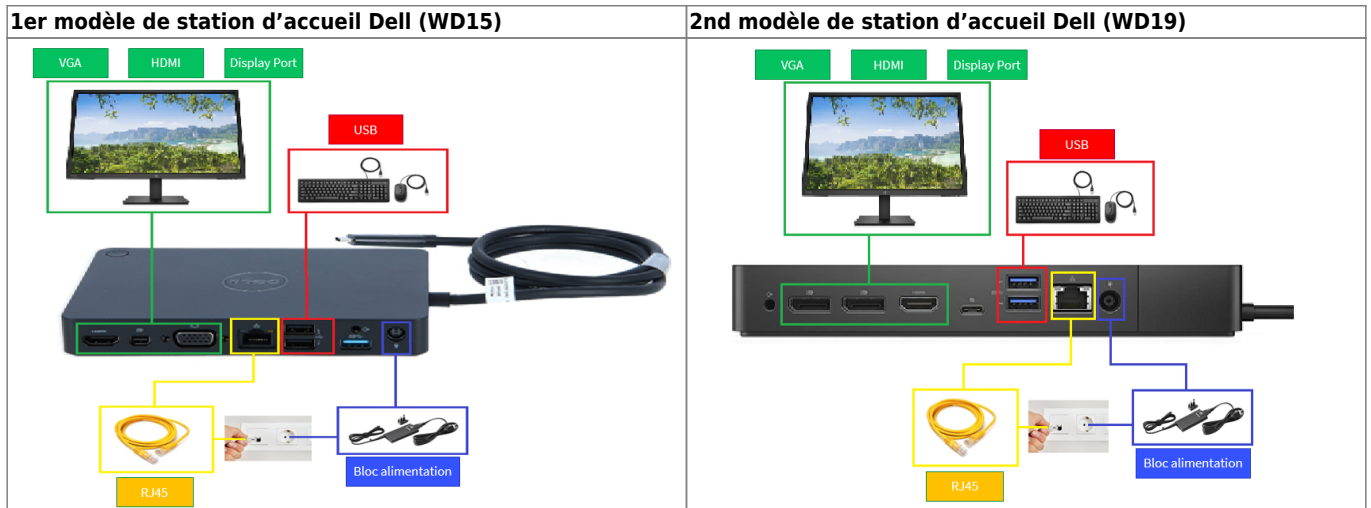 1er modèle de station d’accueil Dell (WD15)
VGA
HDMI
Display Port
USB
DELL
RJ45
Bloc alimentation
2nd modèle de station d’accueil Dell (WD19)
VGA
HDMI
Display Port
USB
RJ45
Bloc alimentation